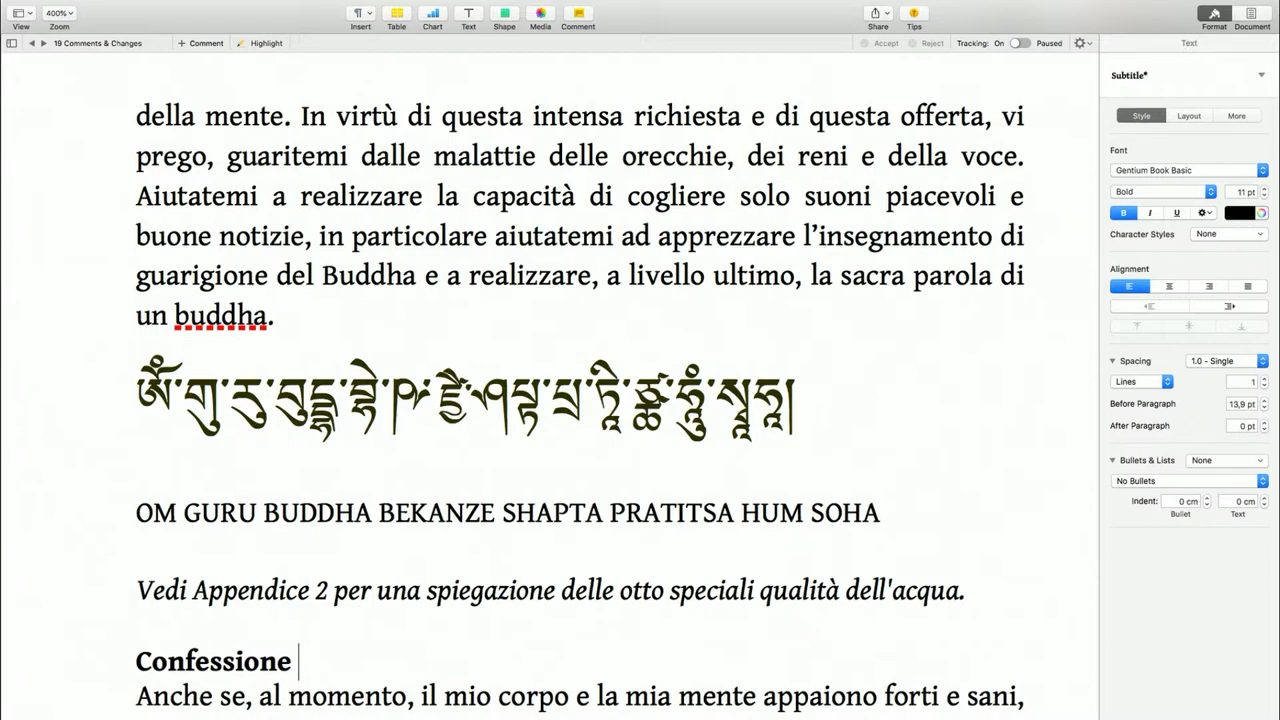 View
400%
Zoom
Insert
Table
Chart
Text
Shape
Media
Comment
Share
Tips
Format
Document
19 Comments & Changes
+ Comment
Highlight
Accept
Reject
Tracking: On
Paused
Text
della mente. In virtù di questa intensa richiesta e di questa offerta, vi
prego, guaritemi dalle malattie delle orecchie, dei reni e della voce.
Aiutatemi a realizzare la capacità di cogliere solo suoni piacevoli e
buone notizie, in particolare aiutatemi ad apprezzare l’insegnamento di
guarigione del Buddha e a realizzare, a livello ultimo, la sacra parola di
un buddha.
OM GURU BUDDHA BEKANZE SHAPTA PRATITSA HUM SOHA
Vedi Appendice 2 per una spiegazione delle otto speciali qualità dell'acqua.
Confessione
Anche se, al momento, il mio corpo e la mia mente appaiono forti e sani,
Subtitle*
Style
Layout
More
Font
Gentium Book Basic
Bold
11 pt
B
I
U
Character Styles
None
Alignment
Spacing
1.0 - Single
Lines
1
Before Paragraph
13,9 pt
After Paragraph
0 pt
Bullets & Lists
None
No Bullets
Indent:
0 cm
0 cm
Bullet
Text